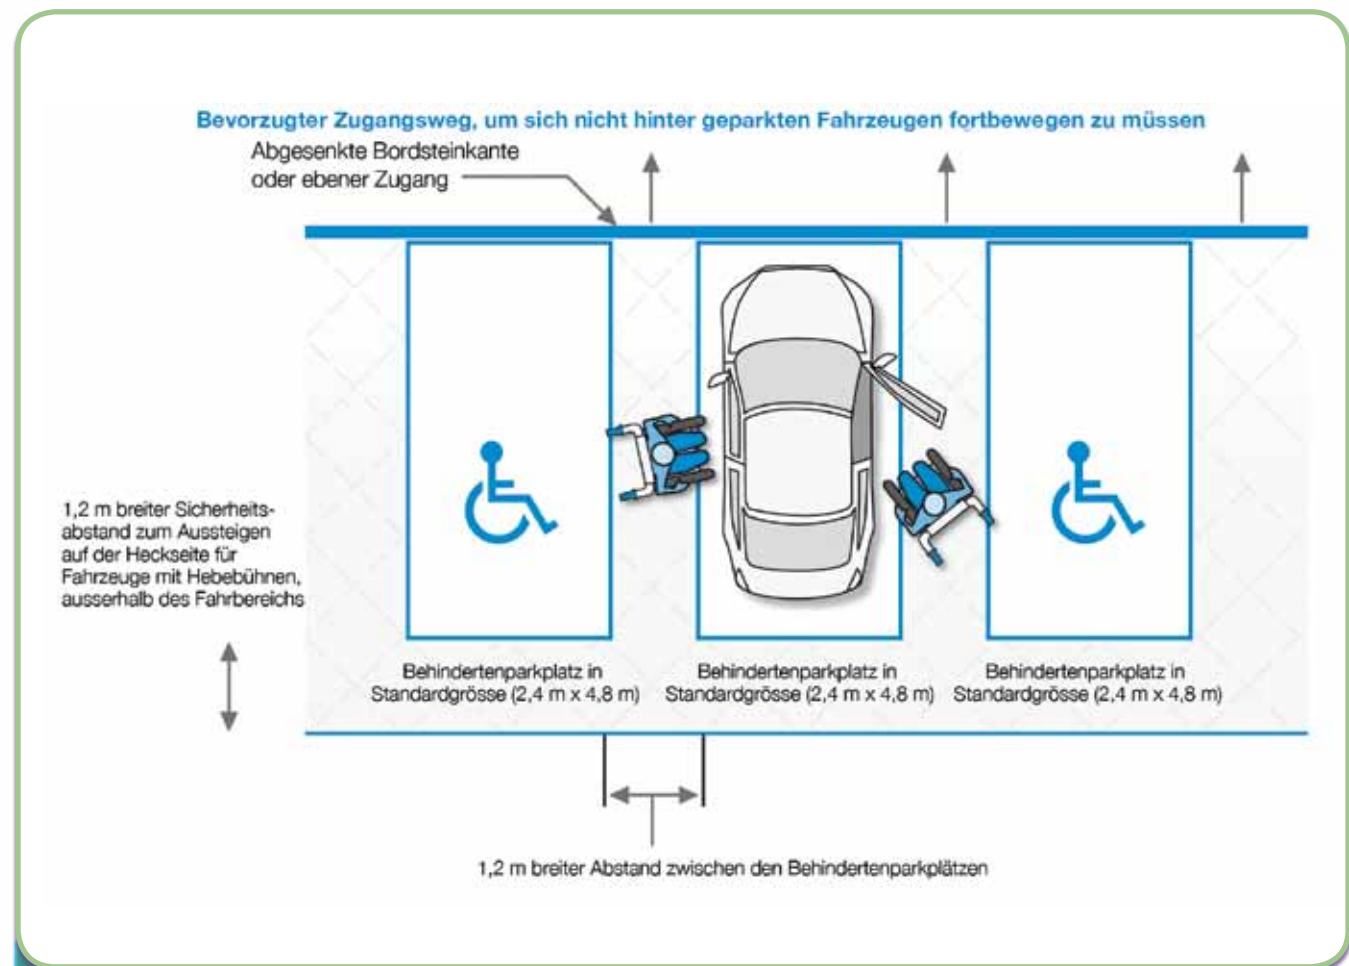 Bevorzugter Zugangsweg, um sich nicht hinter geparkten Fahrzeugen fortbewegen zu müssen
Abgesenkte Bordsteinkante
oder ebener Zugang
1,2 m breiter Sicherheits-
abstand zum Aussteigen
auf der Heckseite für
Fahrzeuge mit Hebebühnen,
ausserhalb des Fahrbereichs
Behindertenparkplatz in
Standardgrösse (2,4 m x 4,8 m)
Behindertenparkplatz in
Standardgrösse (2,4 m x 4,8 m)
Behindertenparkplatz in
Standardgrösse (2,4 m x 4,8 m)
1,2 m breiter Abstand zwischen den Behindertenparkplätzen